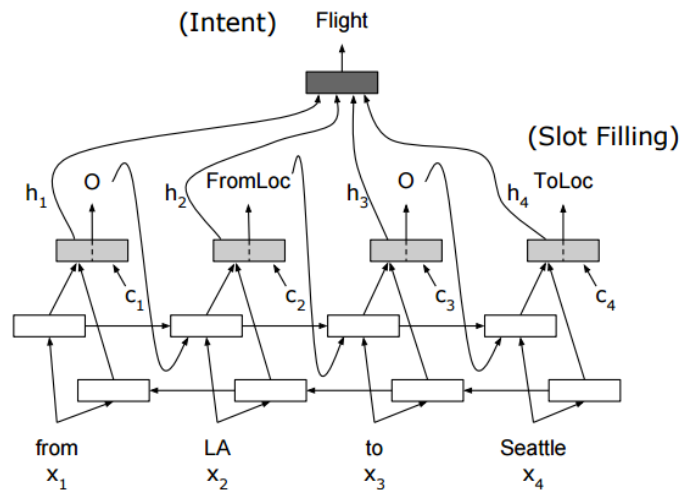 (Intent) Flight
(Slot Filling)
h₁ O h₂ FromLoc h₃ O h₄ ToLoc
c₁ c₂ c₃ c₄
from LA to Seattle
x₁ x₂ x₃ x₄